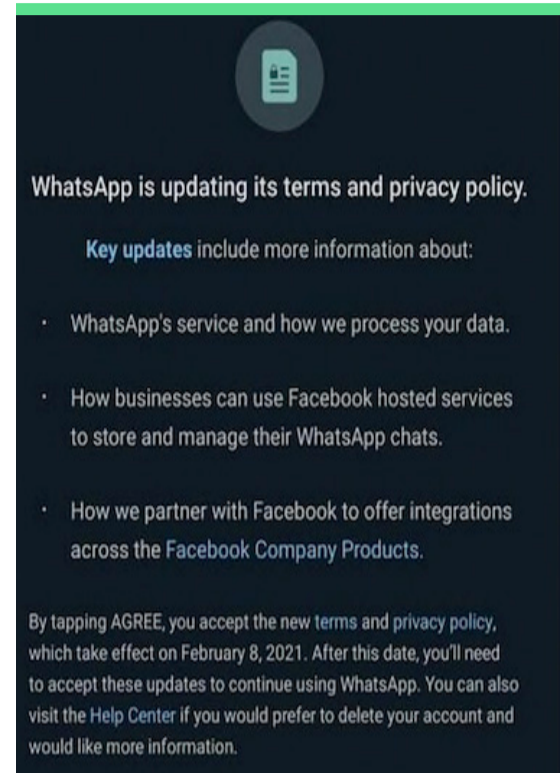 WhatsApp is updating its terms and privacy policy.
Key updates include more information about:
· WhatsApp's service and how we process your data.
· How businesses can use Facebook hosted services
to store and manage their WhatsApp chats.
· How we partner with Facebook to offer integrations
across the Facebook Company Products.
By tapping AGREE, you accept the new terms and privacy policy,
which take effect on February 8, 2021. After this date, you'll need
to accept these updates to continue using WhatsApp. You can also
visit the Help Center if you would prefer to delete your account and
would like more information.